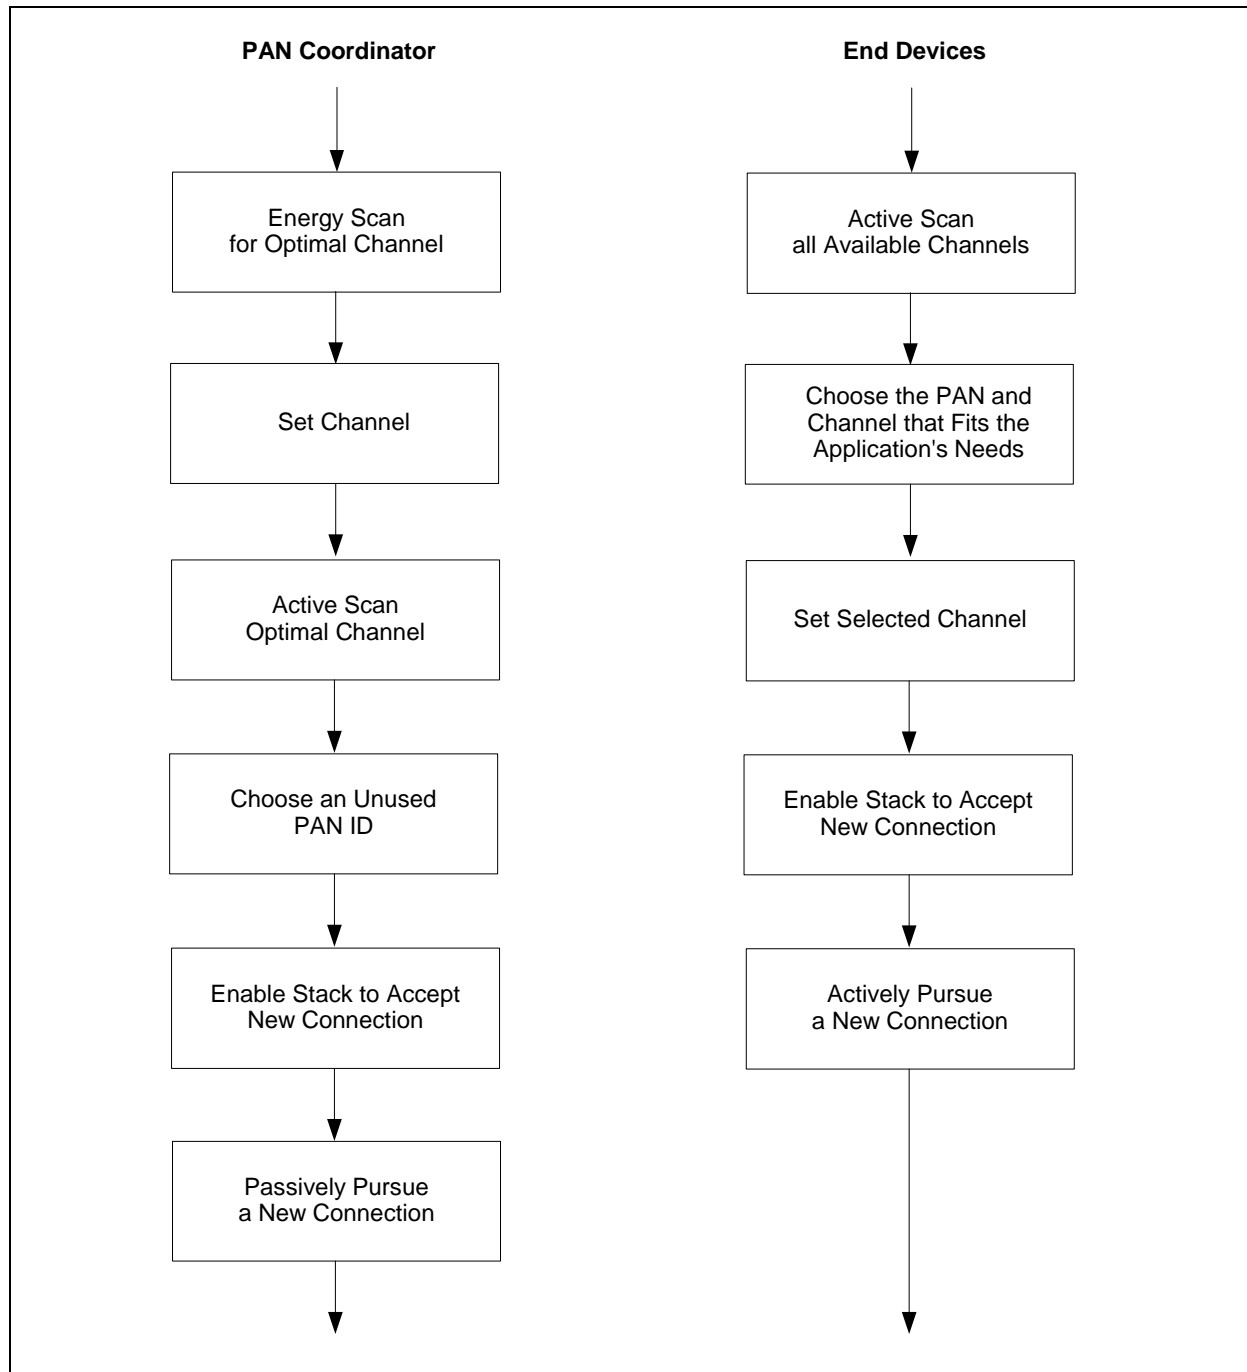 PAN Coordinator
Energy Scan
for Optimal Channel
Set Channel
Active Scan
Optimal Channel
Choose an Unused
PAN ID
Enable Stack to Accept
New Connection
Passively Pursue
a New Connection
End Devices
Active Scan
all Available Channels
Choose the PAN and
Channel that Fits the
Application's Needs
Set Selected Channel
Enable Stack to Accept
New Connection
Actively Pursue
a New Connection